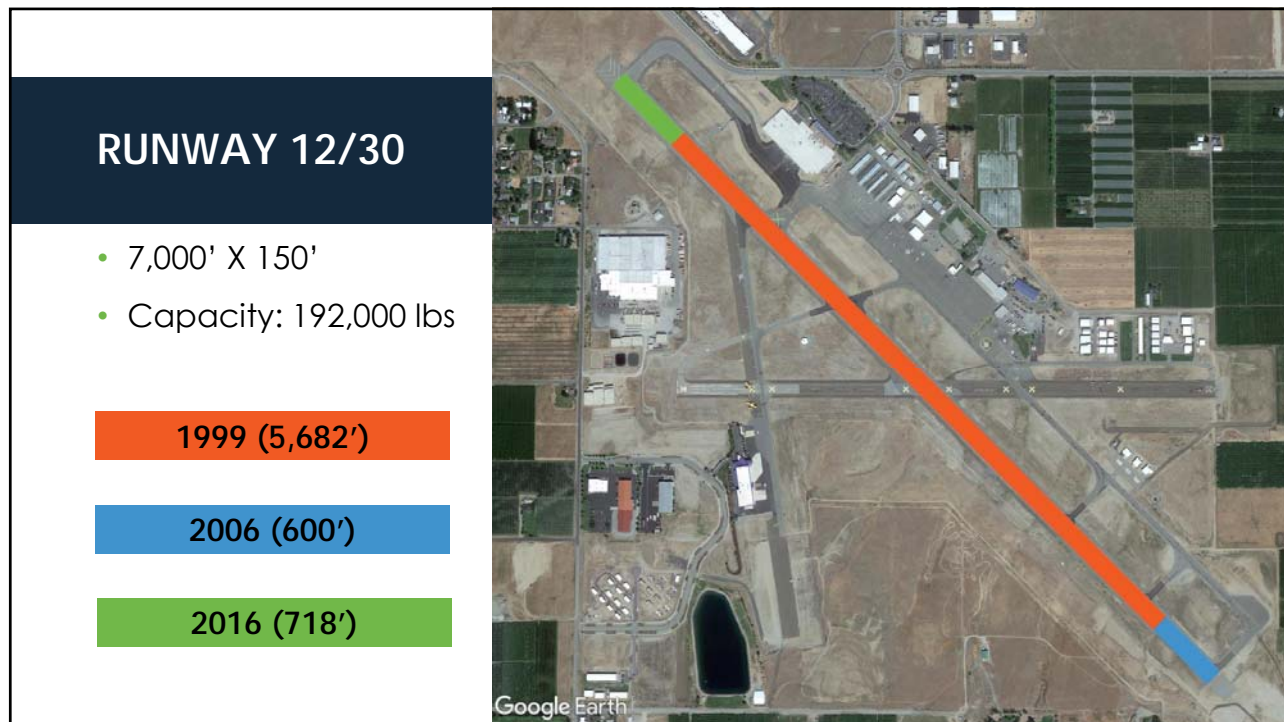 RUNWAY 12/30
• 7,000’ X 150’
• Capacity: 192,000 lbs
1999 (5,682’)
2006 (600’)
2016 (718’)
Google Earth